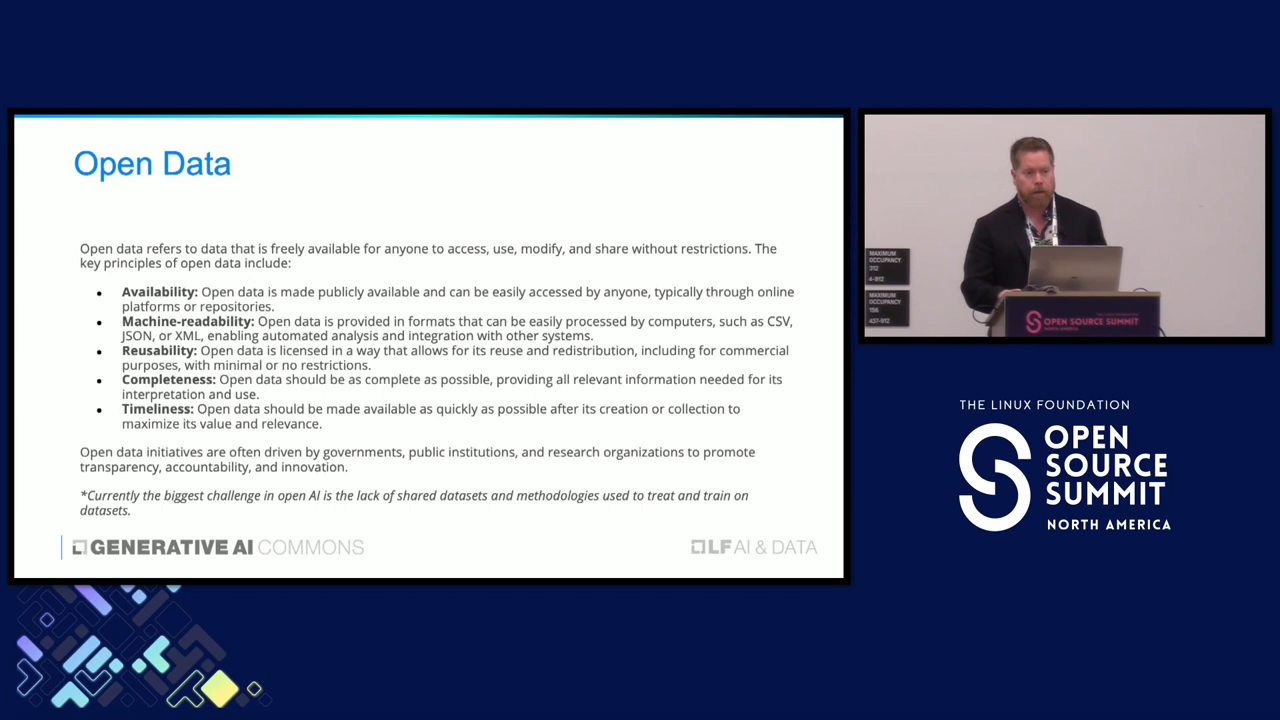 Open Data
Open data refers to data that is freely available for anyone to access, use, modify, and share without restrictions. The
key principles of open data include:
● Availability: Open data is made publicly available and can be easily accessed by anyone, typically through online
platforms or repositories.
● Machine-readability: Open data is provided in formats that can be easily processed by computers, such as CSV,
JSON, or XML, enabling automated analysis and integration with other systems.
● Reusability: Open data is licensed in a way that allows for its reuse and redistribution, including for commercial
purposes, with minimal or no restrictions.
● Completeness: Open data should be as complete as possible, providing all relevant information needed for its
interpretation and use.
● Timeliness: Open data should be made available as quickly as possible after its creation or collection to
maximize its value and relevance.
Open data initiatives are often driven by governments, public institutions, and research organizations to promote
transparency, accountability, and innovation.
*Currently the biggest challenge in open AI is the lack of shared datasets and methodologies used to treat and train on
datasets.
GENERATIVE AI COMMONS
LF AI & DATA
MAXIMUM
OCCUPANCY
312
MAXIMUM
OCCUPANCY
156
OPEN SOURCE SUMMIT
NORTH AMERICA
THE LINUX FOUNDATION
OPEN
SOURCE
SUMMIT
NORTH AMERICA